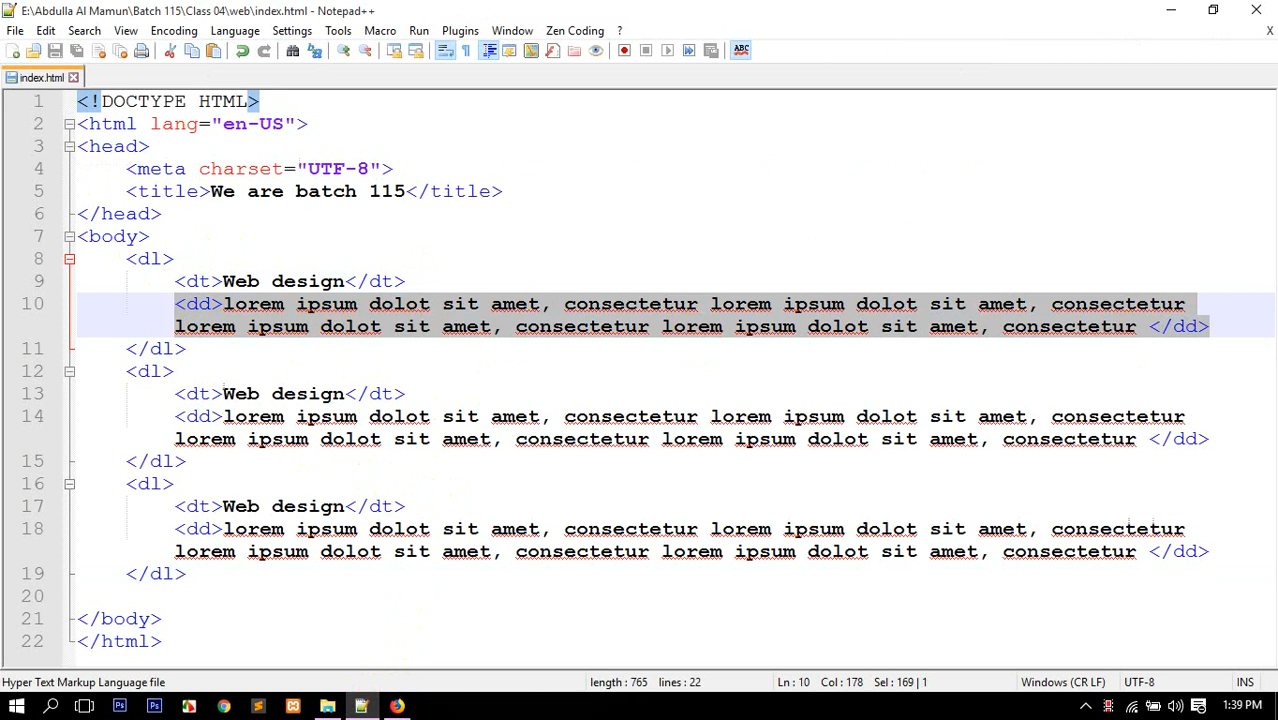 E:\Abdulla Al Mamun\Batch 115\Class 04\web\index.html - Notepad++
File Edit Search View Encoding Language Settings Tools Macro Run Plugins Window Zen Coding ? X
ABC
index.html
1 <!DOCTYPE HTML>
2 <html lang="en-US">
3 <head>
4 <meta charset="UTF-8">
5 <title>We are batch 115</title>
6 </head>
7 <body>
8 <dl>
9 <dt>Web design</dt>
10 <dd>lorem ipsum dolot sit amet, consectetur lorem ipsum dolot sit amet, consectetur
lorem ipsum dolot sit amet, consectetur lorem ipsum dolot sit amet, consectetur </dd>
11 </dl>
12 <dl>
13 <dt>Web design</dt>
14 <dd>lorem ipsum dolot sit amet, consectetur lorem ipsum dolot sit amet, consectetur
lorem ipsum dolot sit amet, consectetur lorem ipsum dolot sit amet, consectetur </dd>
15 </dl>
16 <dl>
17 <dt>Web design</dt>
18 <dd>lorem ipsum dolot sit amet, consectetur lorem ipsum dolot sit amet, consectetur
lorem ipsum dolot sit amet, consectetur lorem ipsum dolot sit amet, consectetur </dd>
19 </dl>
20
21 </body>
22 </html>
Hyper Text Markup Language file length : 765 lines : 22 Ln : 10 Col : 178 Sel : 169 | 1 Windows (CR LF) UTF-8 INS
Ps Ps 1:39 PM